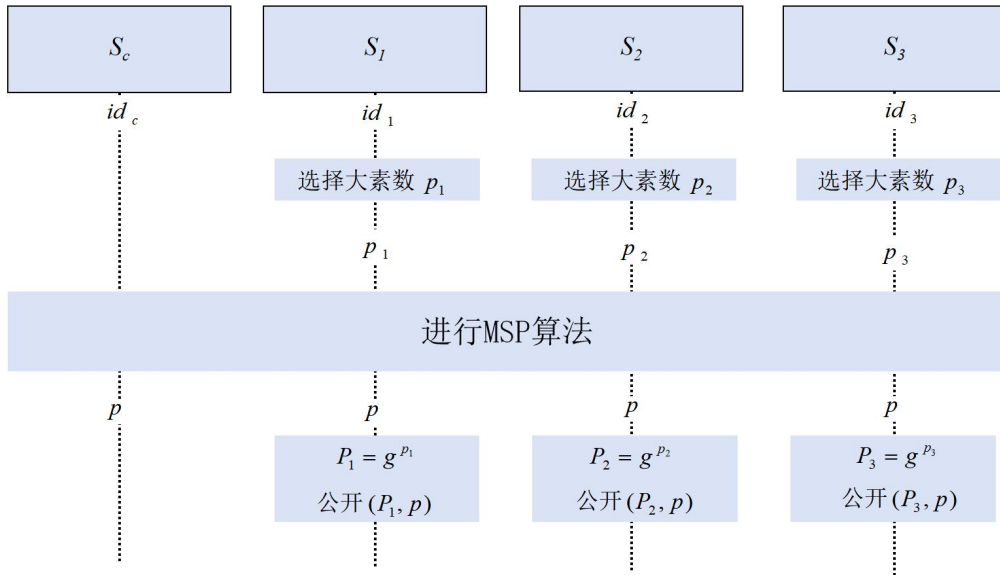 S_c S_1 S_2 S_3
id_c id_1 id_2 id_3
选择大素数 p_1 选择大素数 p_2 选择大素数 p_3
p_1 p_2 p_3
进行MSP算法
p p p p
P_1 = g^{p_1} P_2 = g^{p_2} P_3 = g^{p_3}
公开(P_1, p) 公开(P_2, p) 公开(P_3, p)